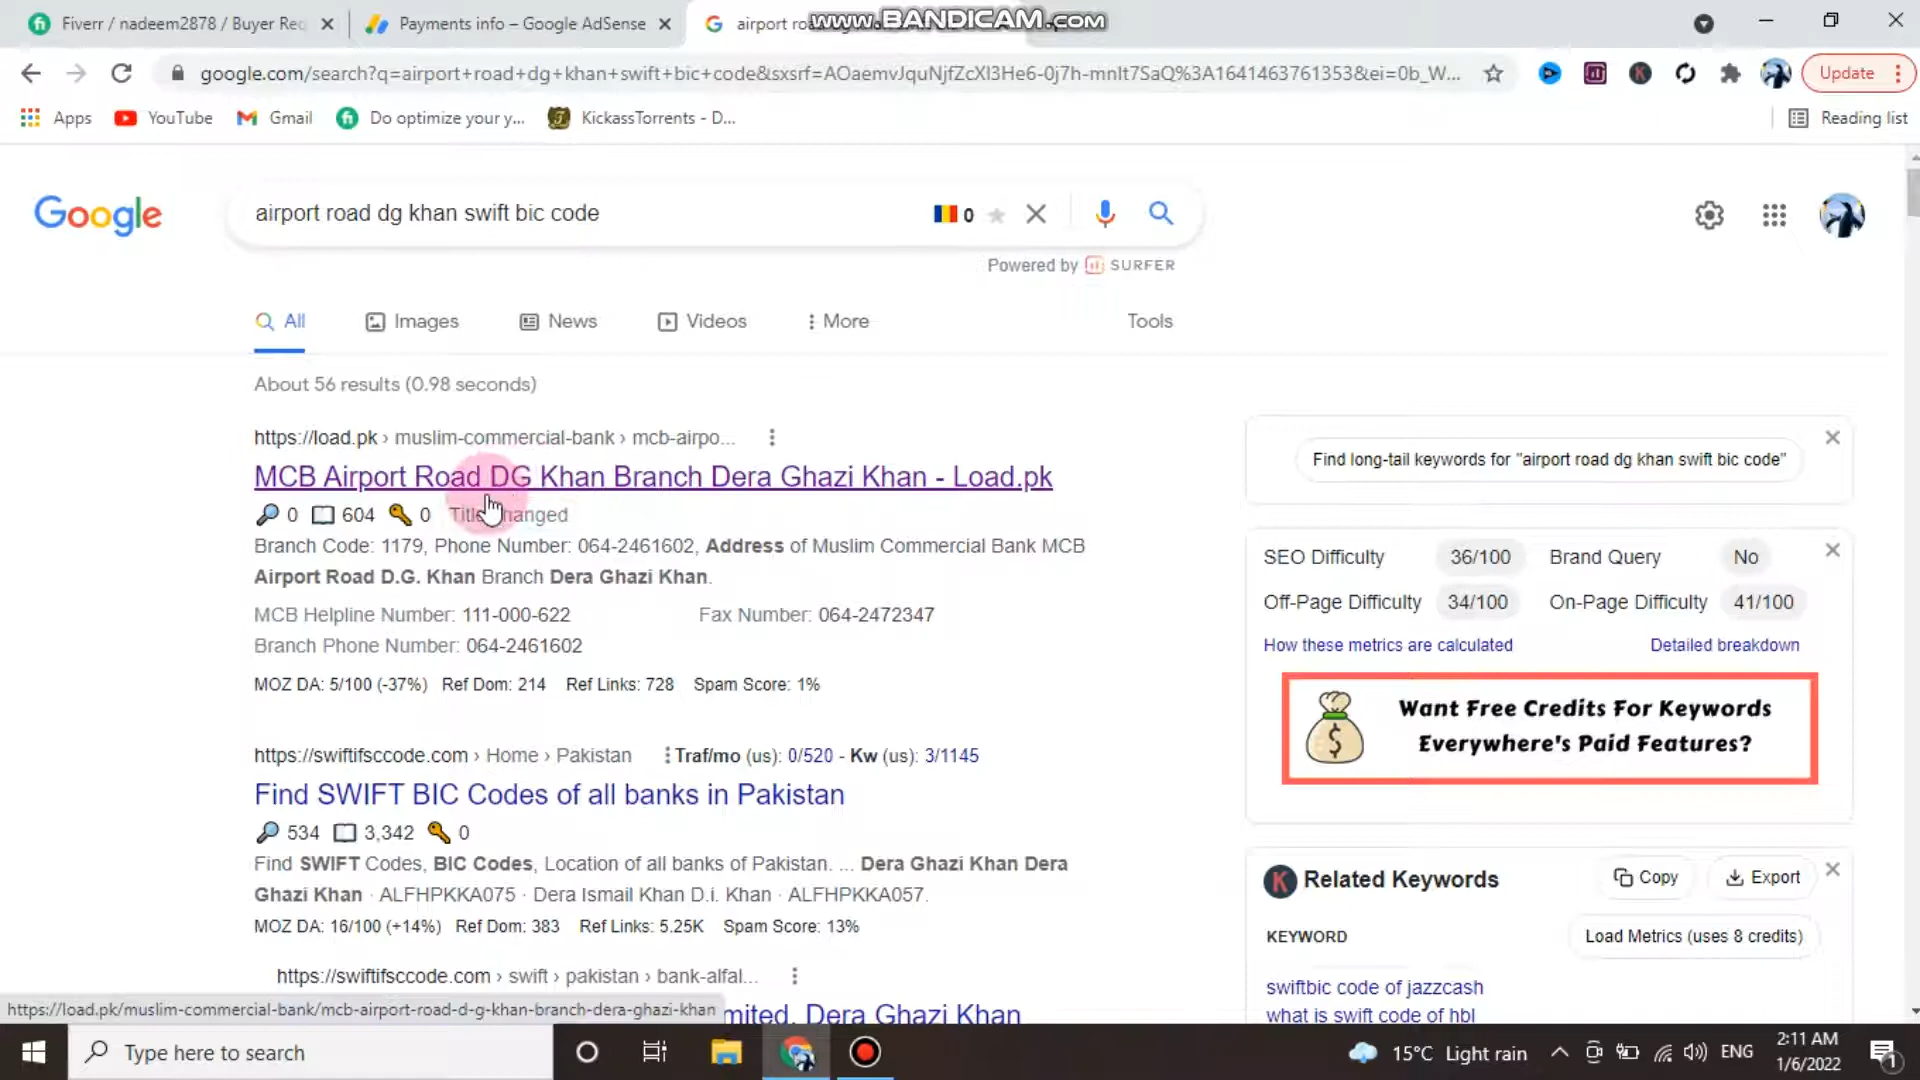 Fiverr / nadeem2878 / Buyer Req
Payments info – Google AdSense
airport ro
www.BANDICAM.com
google.com/search?q=airport+road+dg+khan+swift+bic+code&sxsrf=AOaemvJquNjfZcXI3He6-0j7h-mnIt7SaQ%3A1641463761353&ei=0b_W...
Update
Apps
YouTube
Gmail
Do optimize your y...
KickassTorrents - D...
Reading list
Google
airport road dg khan swift bic code
0
Powered by SURFER
All
Images
News
Videos
More
Tools
About 56 results (0.98 seconds)
https://load.pk › muslim-commercial-bank › mcb-airpo...
MCB Airport Road DG Khan Branch Dera Ghazi Khan - Load.pk
0 604 0 Title changed
Branch Code: 1179, Phone Number: 064-2461602, Address of Muslim Commercial Bank MCB
Airport Road D.G. Khan Branch Dera Ghazi Khan.
MCB Helpline Number: 111-000-622
Fax Number: 064-2472347
Branch Phone Number: 064-2461602
MOZ DA: 5/100 (-37%) Ref Dom: 214 Ref Links: 728 Spam Score: 1%
https://swiftifsccode.com › Home › Pakistan
Traf/mo (us): 0/520 - Kw (us): 3/1145
Find SWIFT BIC Codes of all banks in Pakistan
534 3,342 0
Find SWIFT Codes, BIC Codes, Location of all banks of Pakistan. ... Dera Ghazi Khan Dera
Ghazi Khan · ALFHPKKA075 · Dera Ismail Khan D.i. Khan · ALFHPKKA057.
MOZ DA: 16/100 (+14%) Ref Dom: 383 Ref Links: 5.25K Spam Score: 13%
https://swiftifsccode.com › swift › pakistan › bank-alfal...
mited, Dera Ghazi Khan
https://load.pk/muslim-commercial-bank/mcb-airport-road-d-g-khan-branch-dera-ghazi-khan
Find long-tail keywords for "airport road dg khan swift bic code"
SEO Difficulty 36/100 Brand Query No
Off-Page Difficulty 34/100 On-Page Difficulty 41/100
How these metrics are calculated
Detailed breakdown
Want Free Credits For Keywords
Everywhere's Paid Features?
K Related Keywords
Copy
Export
KEYWORD
Load Metrics (uses 8 credits)
swiftbic code of jazzcash
what is swift code of hbl
Type here to search
15°C Light rain
ENG
2:11 AM
1/6/2022
1